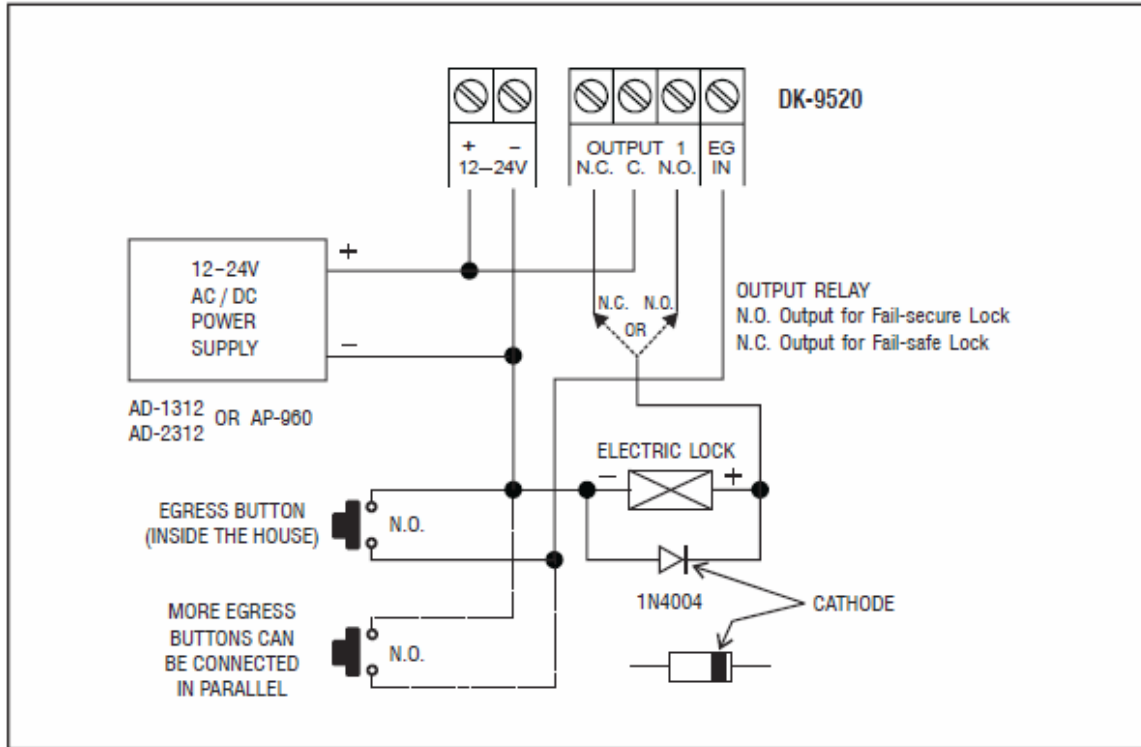 DK-9520
+ −
12—24V
OUTPUT 1
N.C. C. N.O.
EG
IN
+
12-24V
AC / DC
POWER
SUPPLY
−
AD-1312
AD-2312
OR AP-960
N.C. N.O.
OR
OUTPUT RELAY
N.O. Output for Fail-secure Lock
N.C. Output for Fail-safe Lock
ELECTRIC LOCK
− +
EGRESS BUTTON
(INSIDE THE HOUSE)
N.O.
1N4004
CATHODE
MORE EGRESS
BUTTONS CAN
BE CONNECTED
IN PARALLEL
N.O.